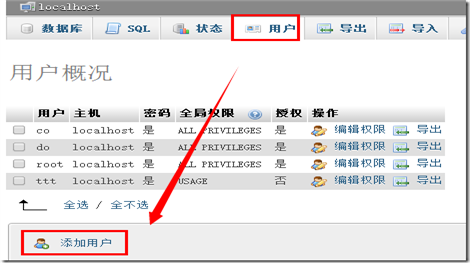 localhost
数据库 SQL 状态 用户 导出 导入
用户概况
用户 主机 密码 全局权限 授权 操作
co localhost 是 ALL PRIVILEGES 是 编辑权限 导出
do localhost 是 ALL PRIVILEGES 是 编辑权限 导出
root localhost 是 ALL PRIVILEGES 是 编辑权限 导出
ttt localhost 是 USAGE 否 编辑权限 导出
全选 / 全不选
添加用户